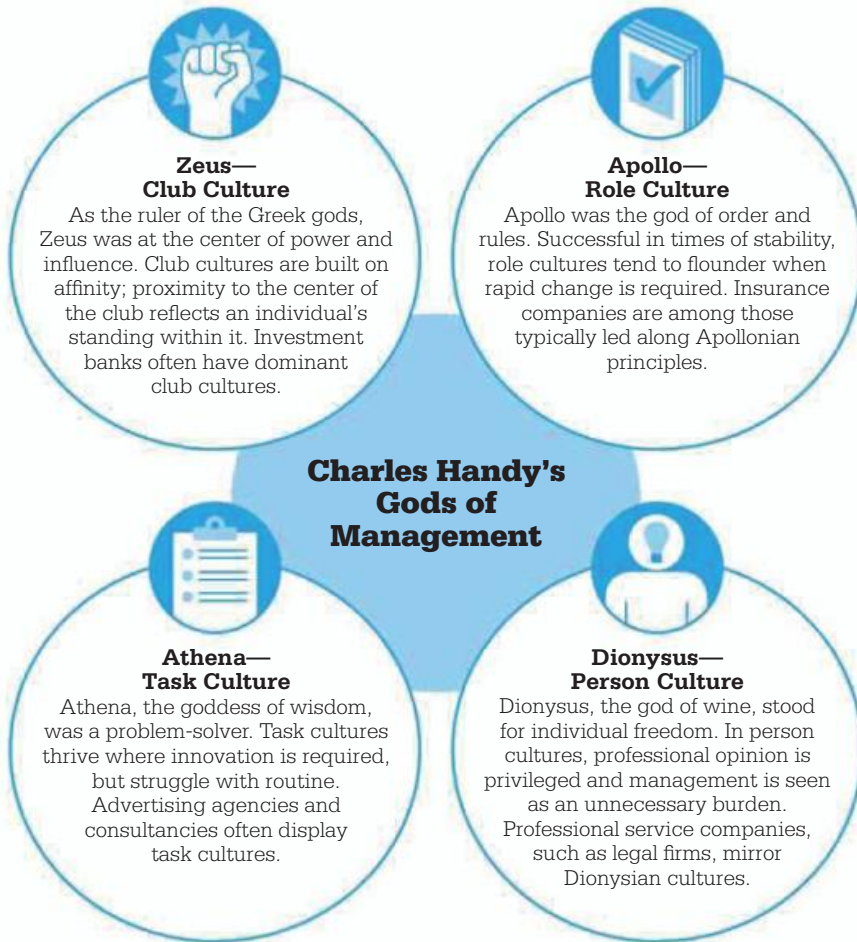 Zeus—
Club Culture
As the ruler of the Greek gods,
Zeus was at the center of power and
influence. Club cultures are built on
affinity; proximity to the center of
the club reflects an individual’s
standing within it. Investment
banks often have dominant
club cultures.
Apollo—
Role Culture
Apollo was the god of order and
rules. Successful in times of stability,
role cultures tend to flounder when
rapid change is required. Insurance
companies are among those
typically led along Apollonian
principles.
Charles Handy’s
Gods of
Management
Athena—
Task Culture
Athena, the goddess of wisdom,
was a problem-solver. Task cultures
thrive where innovation is required,
but struggle with routine.
Advertising agencies and
consultancies often display
task cultures.
Dionysus—
Person Culture
Dionysus, the god of wine, stood
for individual freedom. In person
cultures, professional opinion is
privileged and management is seen
as an unnecessary burden.
Professional service companies,
such as legal firms, mirror
Dionysian cultures.